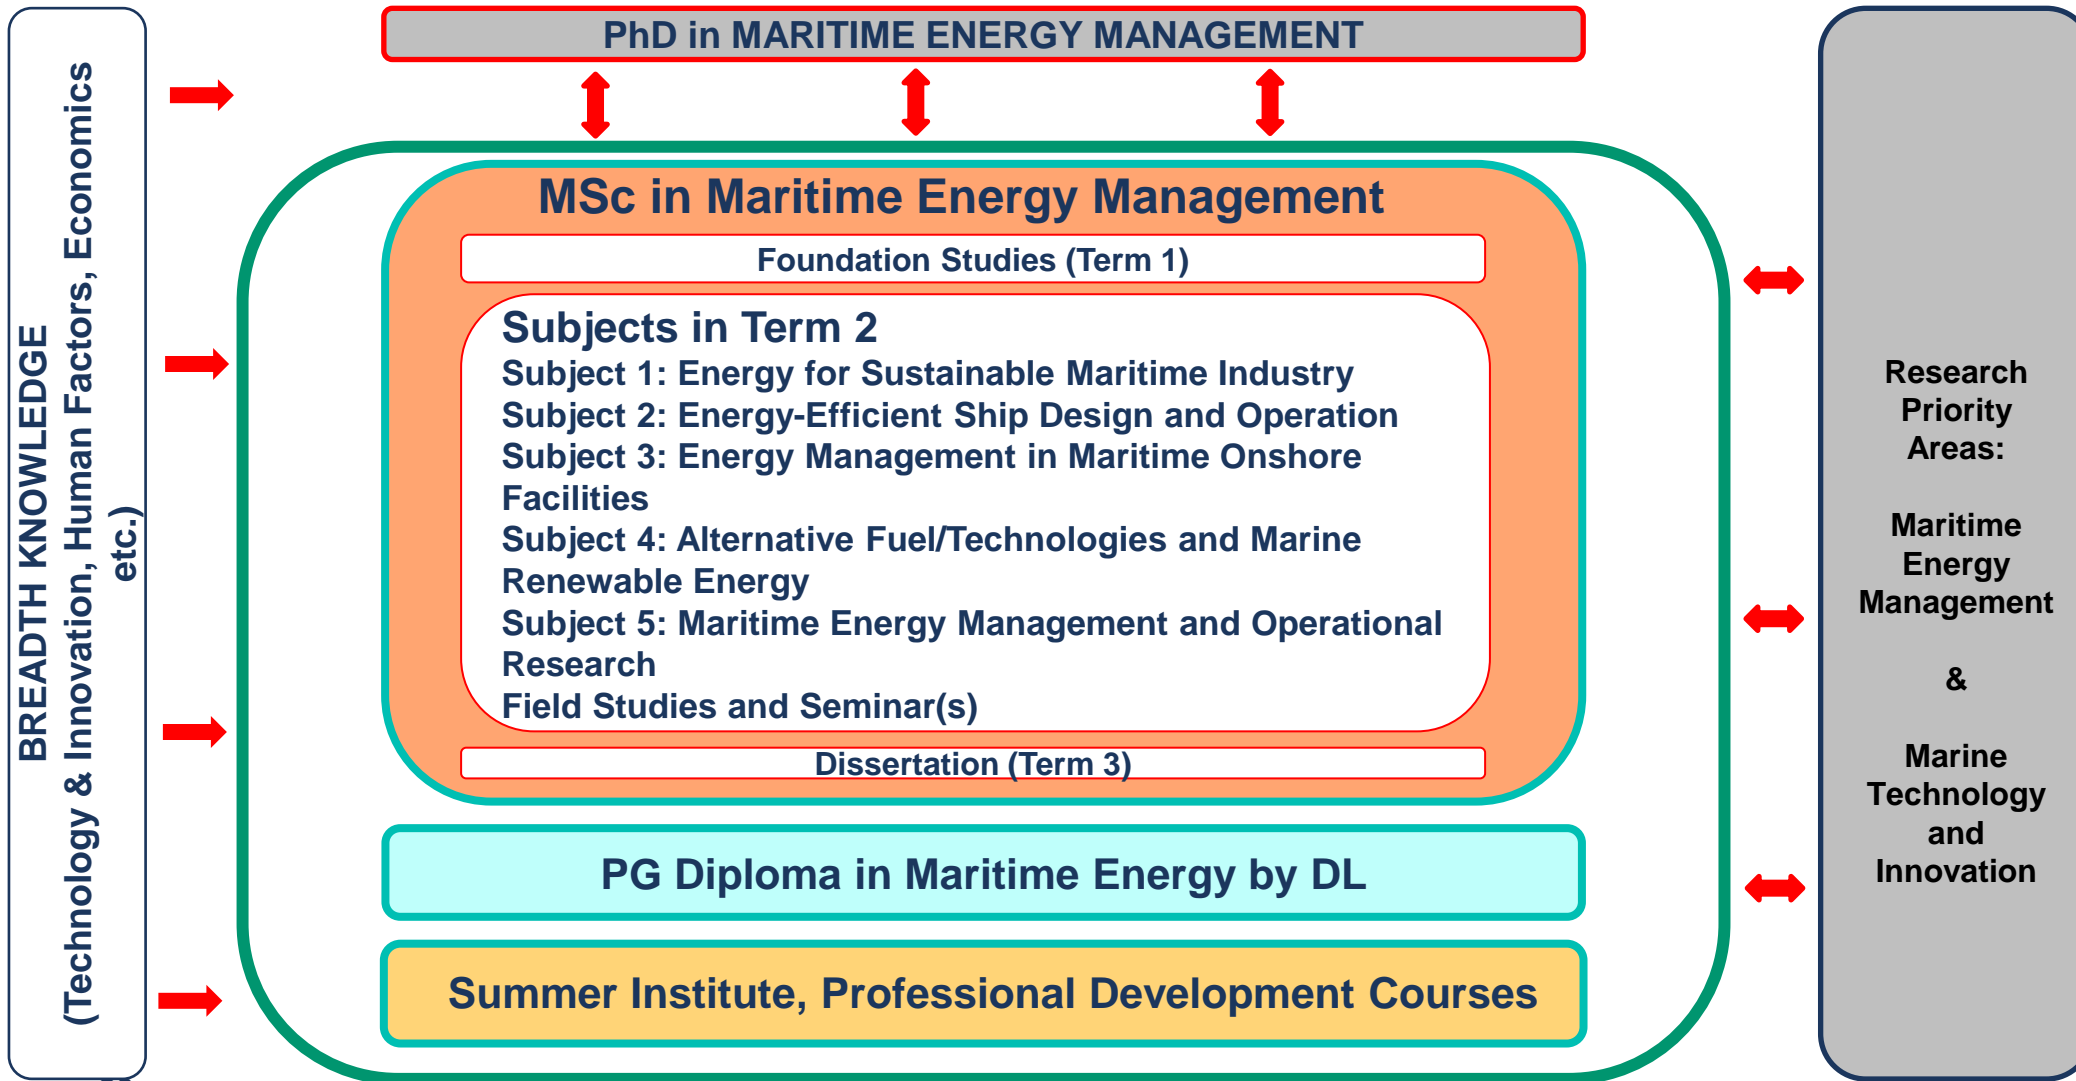 BREADTH KNOWLEDGE
(Technology & Innovation, Human Factors, Economics
etc.)
PhD in MARITIME ENERGY MANAGEMENT
MSc in Maritime Energy Management
Foundation Studies (Term 1)
Subjects in Term 2
Subject 1: Energy for Sustainable Maritime Industry
Subject 2: Energy-Efficient Ship Design and Operation
Subject 3: Energy Management in Maritime Onshore
Facilities
Subject 4: Alternative Fuel/Technologies and Marine
Renewable Energy
Subject 5: Maritime Energy Management and Operational
Research
Field Studies and Seminar(s)
Dissertation (Term 3)
PG Diploma in Maritime Energy by DL
Summer Institute, Professional Development Courses
Research
Priority
Areas:
Maritime
Energy
Management
&
Marine
Technology
and
Innovation